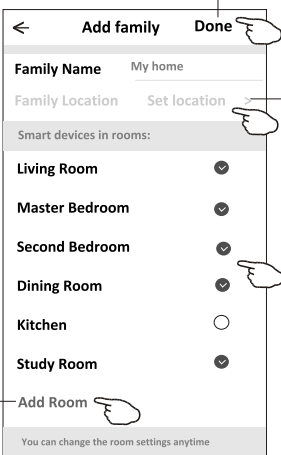 Add family Done
Family Name My home
Family Location Set location >
Smart devices in rooms:
Living Room
Master Bedroom
Second Bedroom
Dining Room
Kitchen
Study Room
Add Room
You can change the room settings anytime